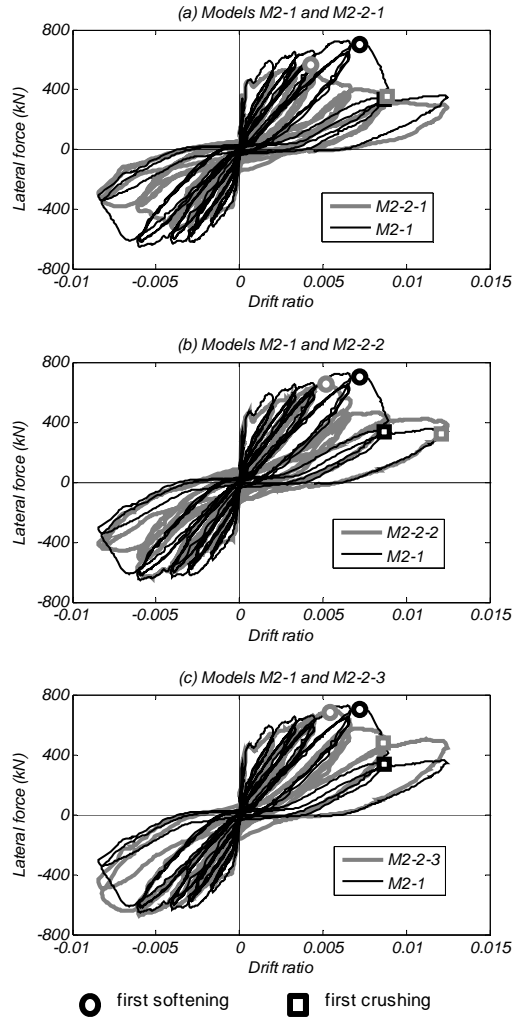 (a) Models M2-1 and M2-2-1
800
400
0
-400
-800
Lateral force (kN)
-0.01
-0.005
0
0.005
0.01
0.015
Drift ratio
M2-2-1
M2-1
(b) Models M2-1 and M2-2-2
800
400
0
-400
-800
Lateral force (kN)
-0.01
-0.005
0
0.005
0.01
0.015
Drift ratio
M2-2-2
M2-1
(c) Models M2-1 and M2-2-3
800
400
0
-400
-800
Lateral force (kN)
-0.01
-0.005
0
0.005
0.01
0.015
Drift ratio
M2-2-3
M2-1
first softening
first crushing